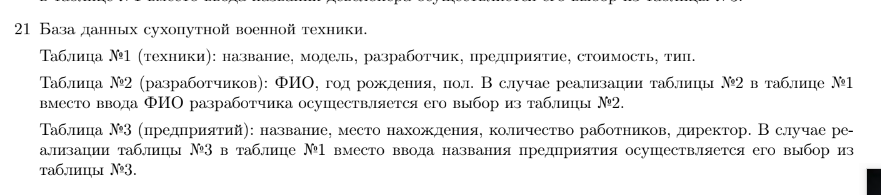 21 База данных сухопутной военной техники.
Таблица №1 (техники): название, модель, разработчик, предприятие, стоимость, тип.
Таблица №2 (разработчиков): ФИО, год рождения, пол. В случае реализации таблицы №2 в таблице №1
вместо ввода ФИО разработчика осуществляется его выбор из таблицы №2.
Таблица №3 (предприятий): название, место нахождения, количество работников, директор. В случае ре-
ализации таблицы №3 в таблице №1 вместо ввода названия предприятия осуществляется его выбор из
таблицы №3.